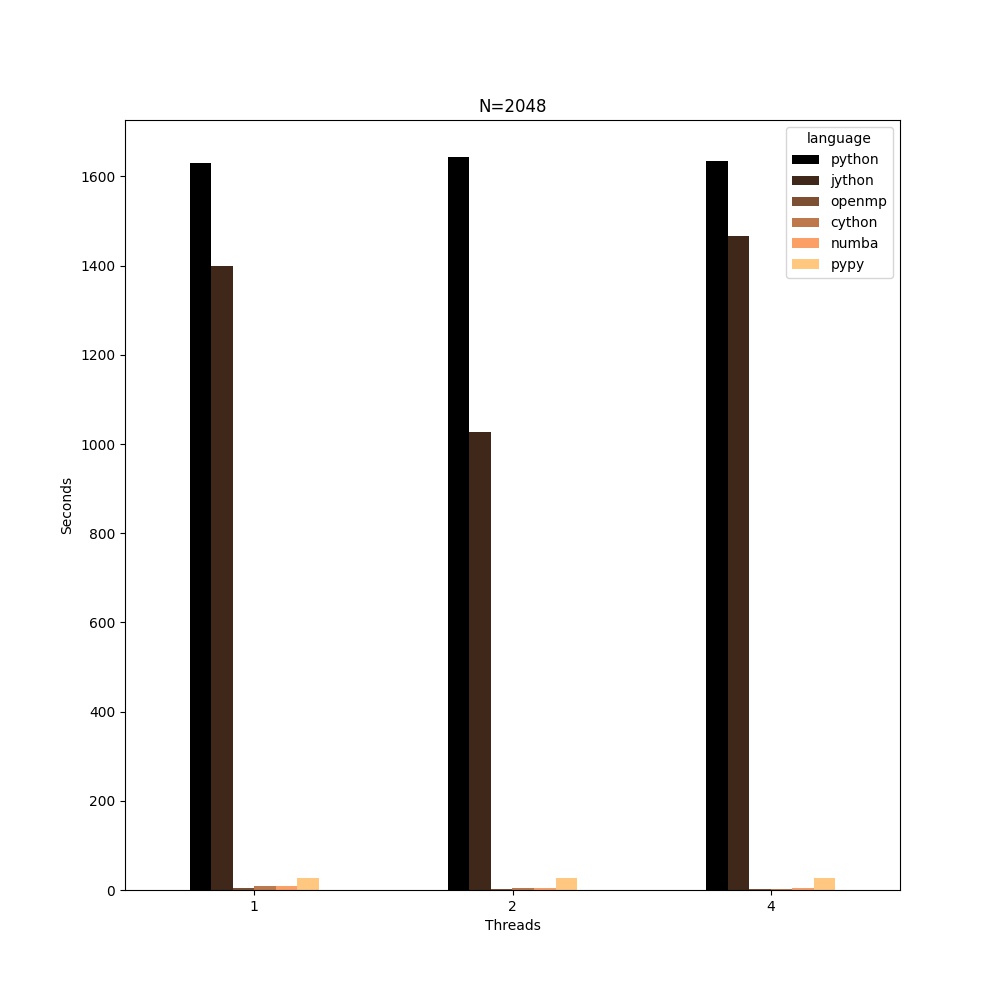 N=2048
language
python
jython
openmp
cython
numba
pypy
1600
1400
1200
1000
800
600
400
200
0
Seconds
1 2 4
Threads